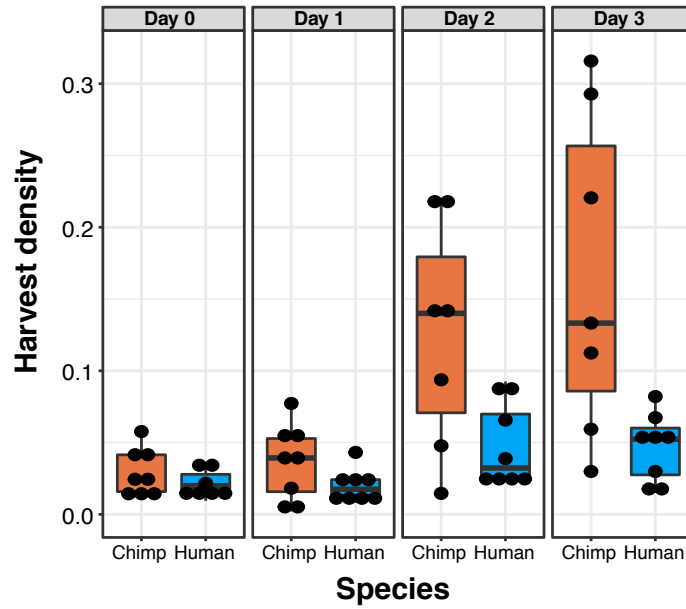 Day 0 Day 1 Day 2 Day 3
Harvest density
0.3
0.2
0.1
0.0
Chimp Human Chimp Human Chimp Human Chimp Human
Species